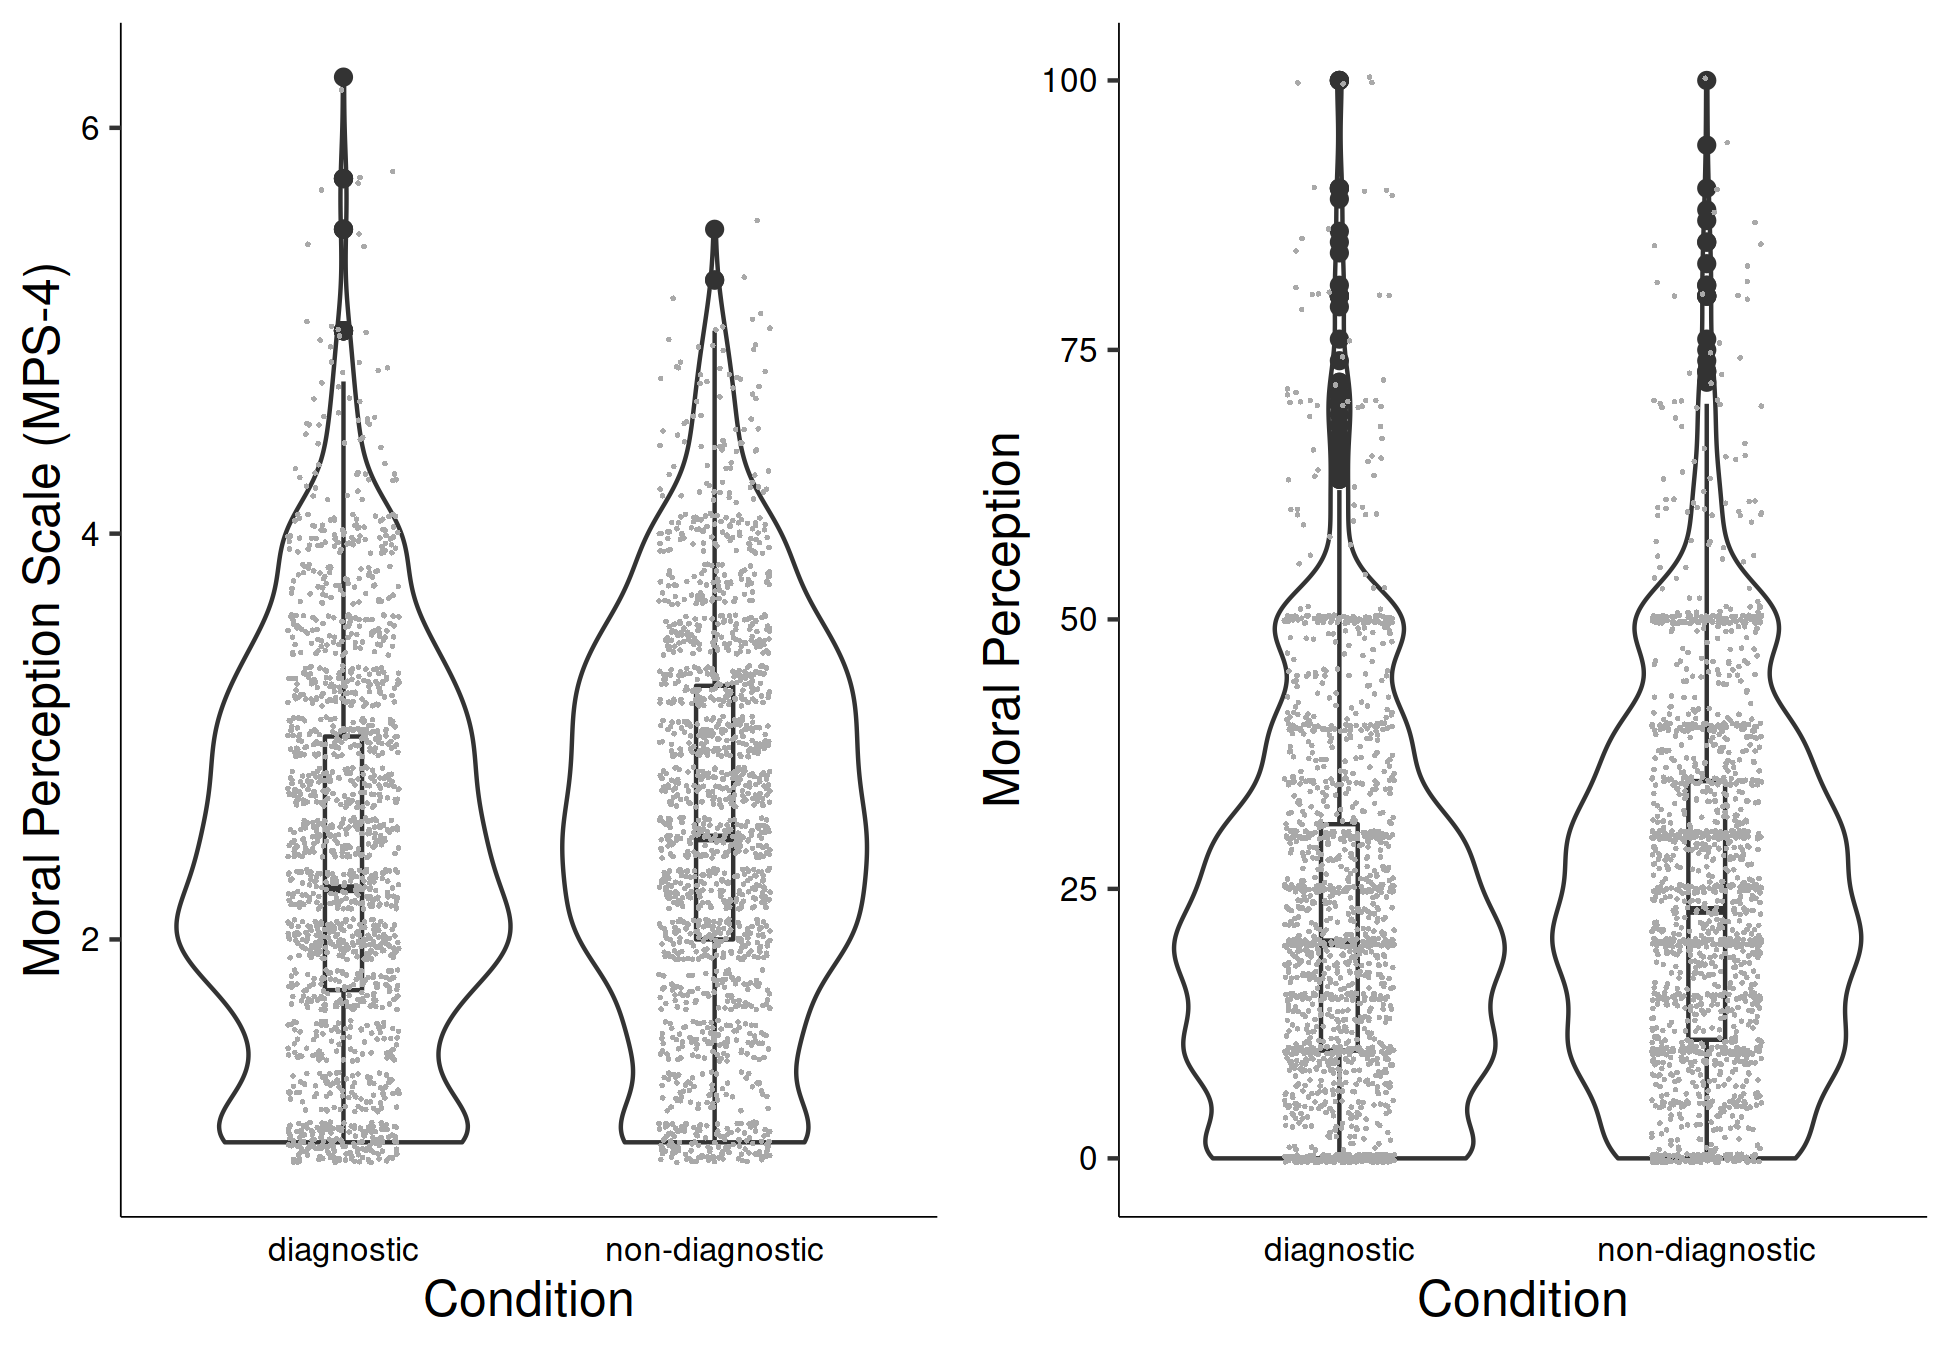 Moral Perception Scale (MPS-4)
6
4
2
diagnostic
non-diagnostic
Condition
Moral Perception
100
75
50
25
0
diagnostic
non-diagnostic
Condition